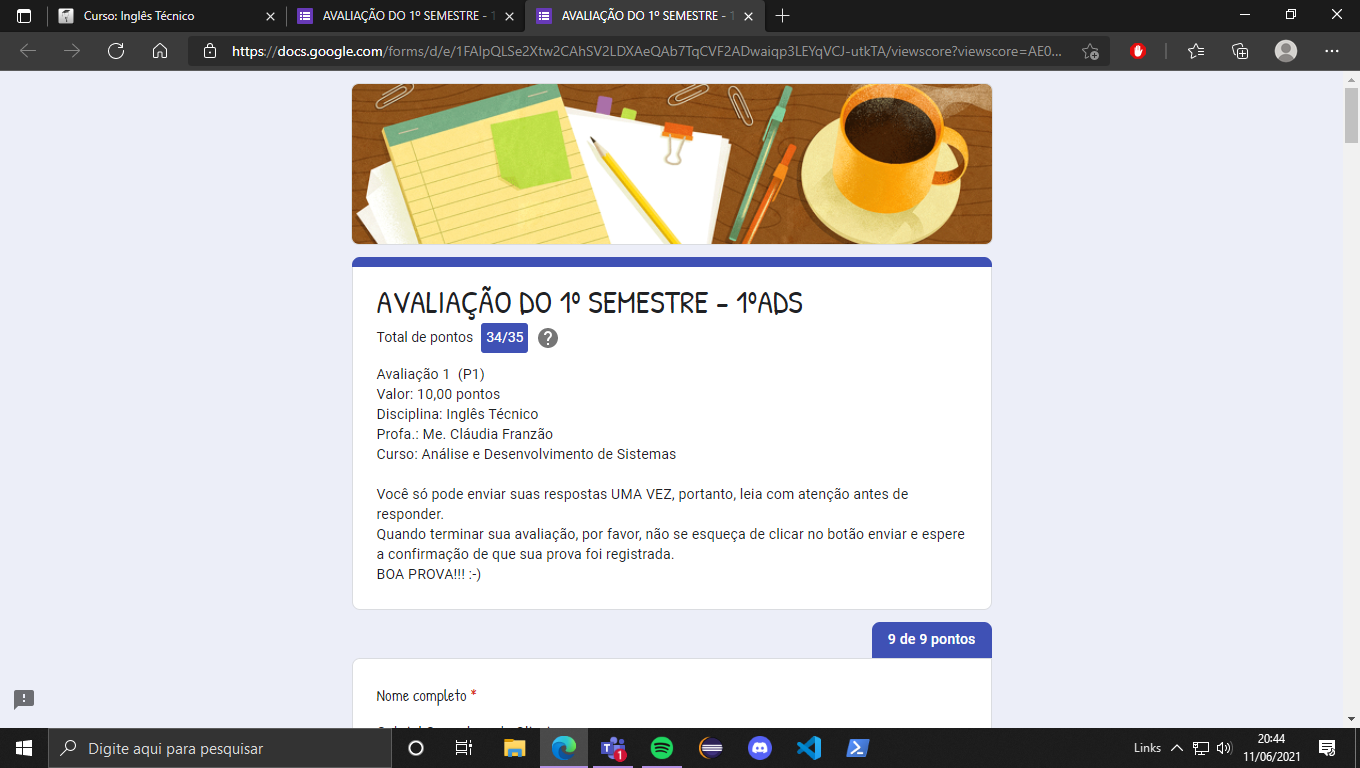 Curso: Inglês Técnico
AVALIAÇÃO DO 1º SEMESTRE - 1
AVALIAÇÃO DO 1º SEMESTRE - 1
https://docs.google.com/forms/d/e/1FAIpQLSe2Xtw2CAhSV2LDXAeQAb7TqCVF2ADwaiqp3LEYqVCJ-utkTA/viewscore?viewscore=AE0...
AVALIAÇÃO DO 1º SEMESTRE - 1ºADS
Total de pontos 34/35
Avaliação 1 (P1)
Valor: 10,00 pontos
Disciplina: Inglês Técnico
Profa.: Me. Cláudia Franzão
Curso: Análise e Desenvolvimento de Sistemas
Você só pode enviar suas respostas UMA VEZ, portanto, leia com atenção antes de
responder.
Quando terminar sua avaliação, por favor, não se esqueça de clicar no botão enviar e espere
a confirmação de que sua prova foi registrada.
BOA PROVA!!! :-)
9 de 9 pontos
Nome completo *
Digite aqui para pesquisar
1
Links
20:44
11/06/2021